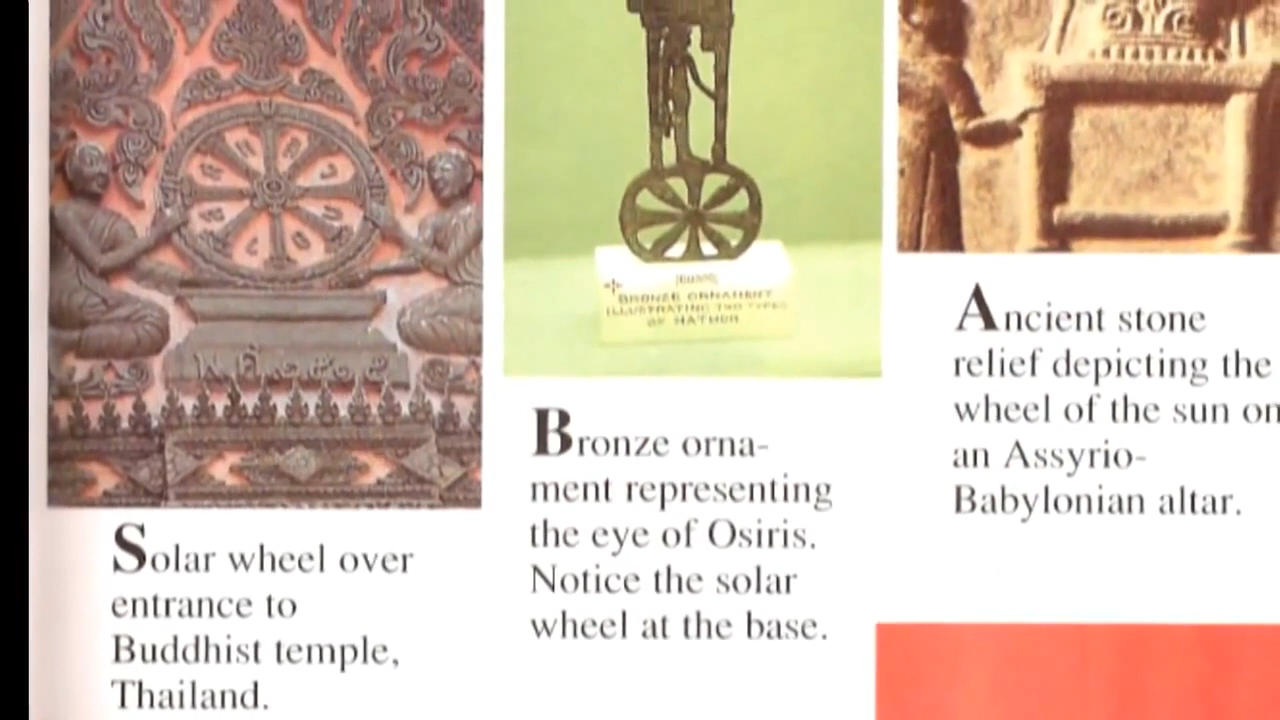 BRONZE ORNAMENT
ILLUSTRATING TWO TYPES
OF HATHOR
Solar wheel over
entrance to
Buddhist temple,
Thailand.
Bronze orna-
ment representing
the eye of Osiris.
Notice the solar
wheel at the base.
Ancient stone
relief depicting the
wheel of the sun on
an Assyrio-
Babylonian altar.